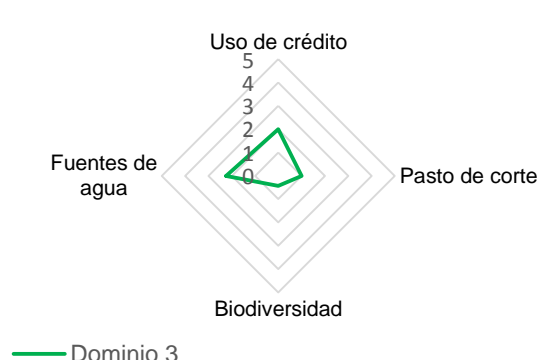 Uso de crédito
5
4
3
2
1
0
Fuentes de
agua
Pasto de corte
Biodiversidad
Dominio 3